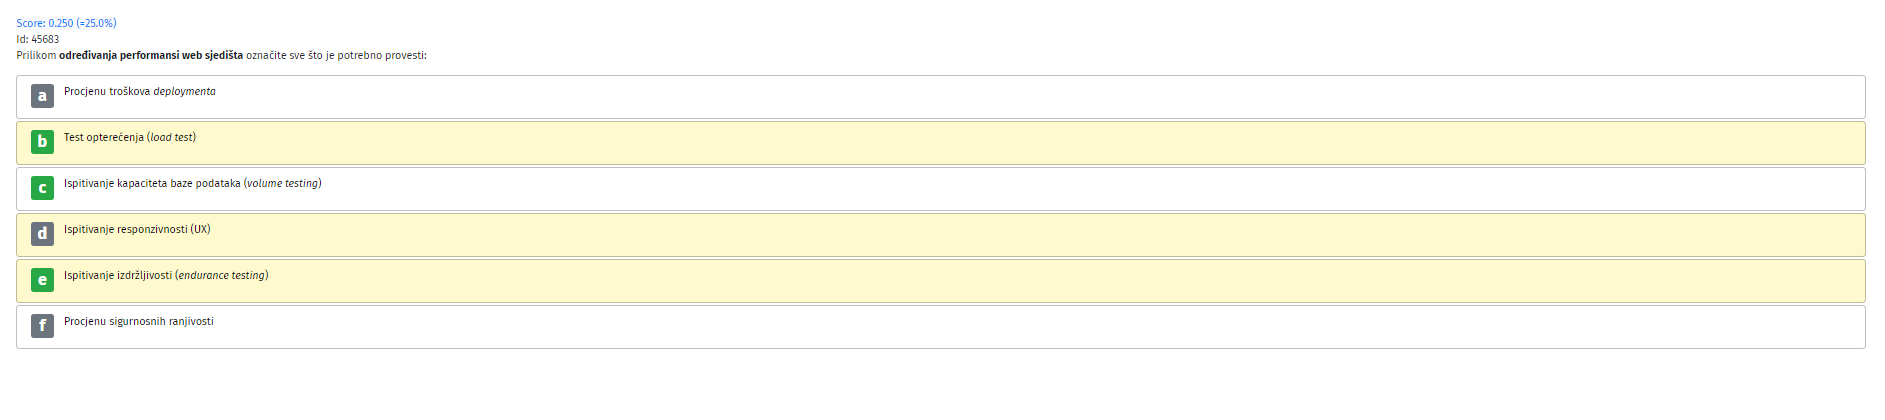 Score: 0.250 (=25.0%)
Id: 45683
Prilikom određivanja performansi web sjedišta označite sve što je potrebno provesti:
a Procjenu troškova deploymenta
b Test opterećenja (load test)
c Ispitivanje kapaciteta baze podataka (volume testing)
d Ispitivanje responzivnosti (UX)
e Ispitivanje izdržljivosti (endurance testing)
f Procjenu sigurnosnih ranjivosti